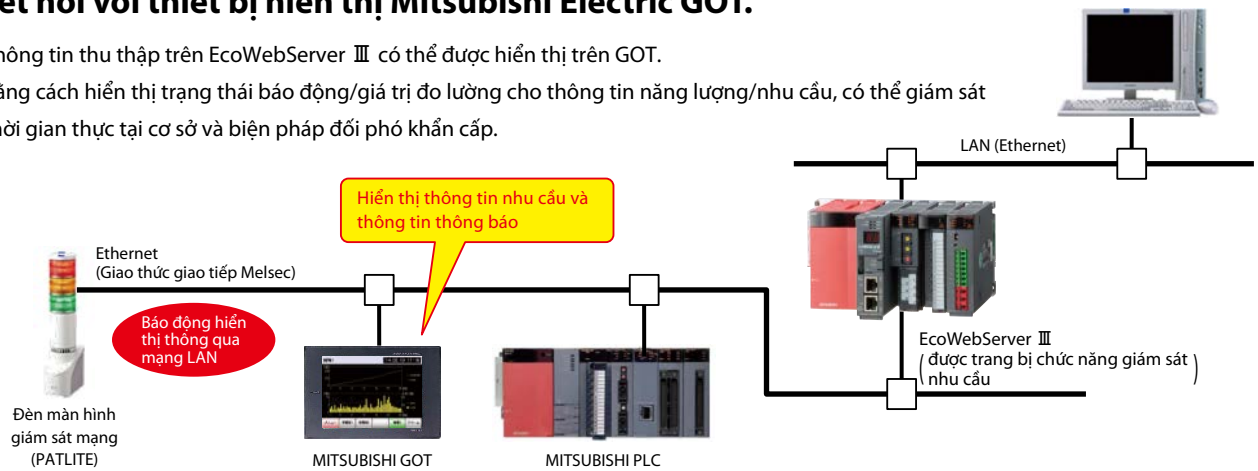 với thiết bị hiển thị Mitsubishi Electric GOT.
thông tin thu thập trên EcoWebServer Ⅲ có thể được hiển thị trên GOT.
cách hiển thị trạng thái báo động/giá trị đo lường cho thông tin năng lượng/nhu cầu, có thể giám sát
gian thực tại cơ sở và biện pháp đối phó khẩn cấp.
LAN (Ethernet)
Hiển thị thông tin nhu cầu và
thông tin thông báo
Ethernet
(Giao thức giao tiếp Melsec)
Báo động hiển
thị thông qua
mạng LAN
EcoWebServer Ⅲ
(được trang bị chức năng giám sát
nhu cầu)
Đèn màn hình
giám sát mạng
(PATLITE)
MITSUBISHI GOT
MITSUBISHI PLC